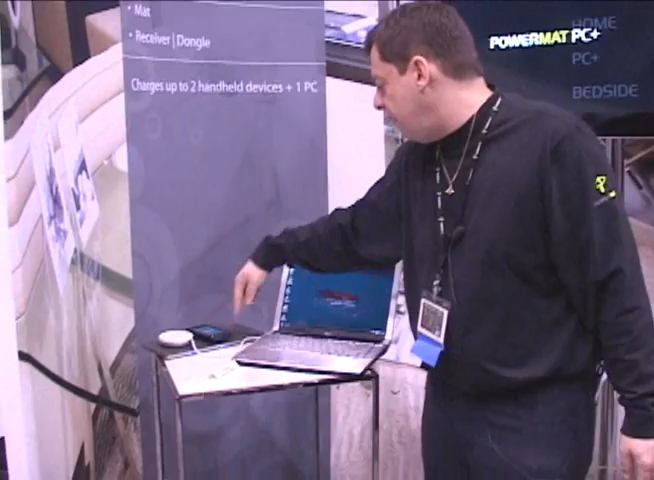 • Mat
• Receiver | Dongle
Charges up to 2 handheld devices + 1 PC
HOME
POWERMAT PC+
PC+
BEDSIDE